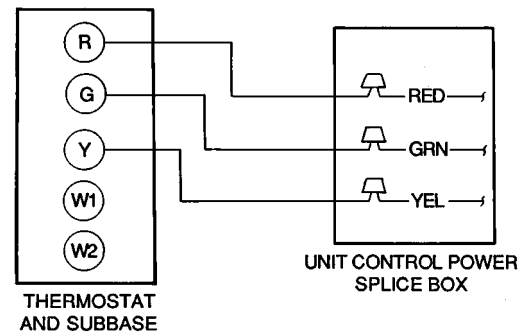 R
G
Y
W1
W2
RED
GRN
YEL
THERMOSTAT
AND SUBBASE
UNIT CONTROL POWER
SPLICE BOX